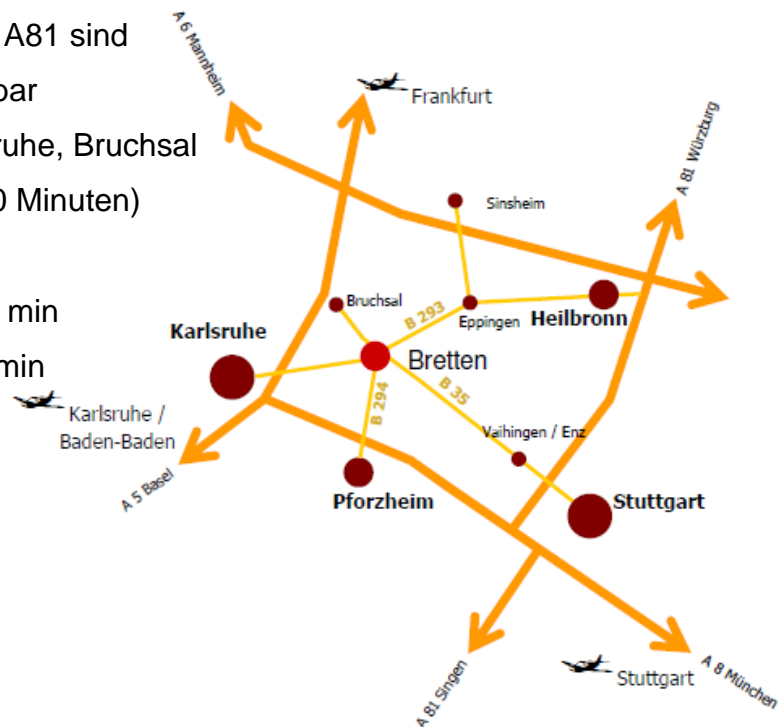 A81 sind
bar
ruhe, Bruchsal
0 Minuten)
min
min
A 6 Mannheim
Frankfurt
A 81 Würzburg
Sinsheim
Bruchsal
B 293
Eppingen
Heilbronn
Karlsruhe
Bretten
Karlsruhe /
Baden-Baden
B 294
B 35
Vaihingen / Enz
A 5 Basel
Pforzheim
Stuttgart
A 81 Singen
Stuttgart
A 8 München